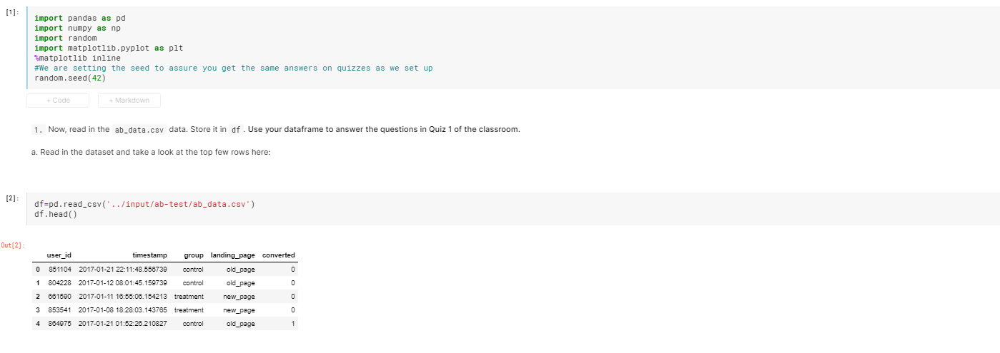 [1]:
import pandas as pd
import numpy as np
import random
import matplotlib.pyplot as plt
%matplotlib inline
#We are setting the seed to assure you get the same answers on quizzes as we set up
random.seed(42)
+ Code + Markdown
1. Now, read in the ab_data.csv data. Store it in df . Use your dataframe to answer the questions in Quiz 1 of the classroom.
a. Read in the dataset and take a look at the top few rows here:
[2]:
df=pd.read_csv('../input/ab-test/ab_data.csv')
df.head()
Out[2]:
user_id timestamp group landing_page converted
0 851104 2017-01-21 22:11:48.556739 control old_page 0
1 804228 2017-01-12 08:01:45.159739 control old_page 0
2 661590 2017-01-11 16:55:06.154213 treatment new_page 0
3 853541 2017-01-08 18:28:03.143765 treatment new_page 0
4 864975 2017-01-21 01:52:26.210827 control old_page 1